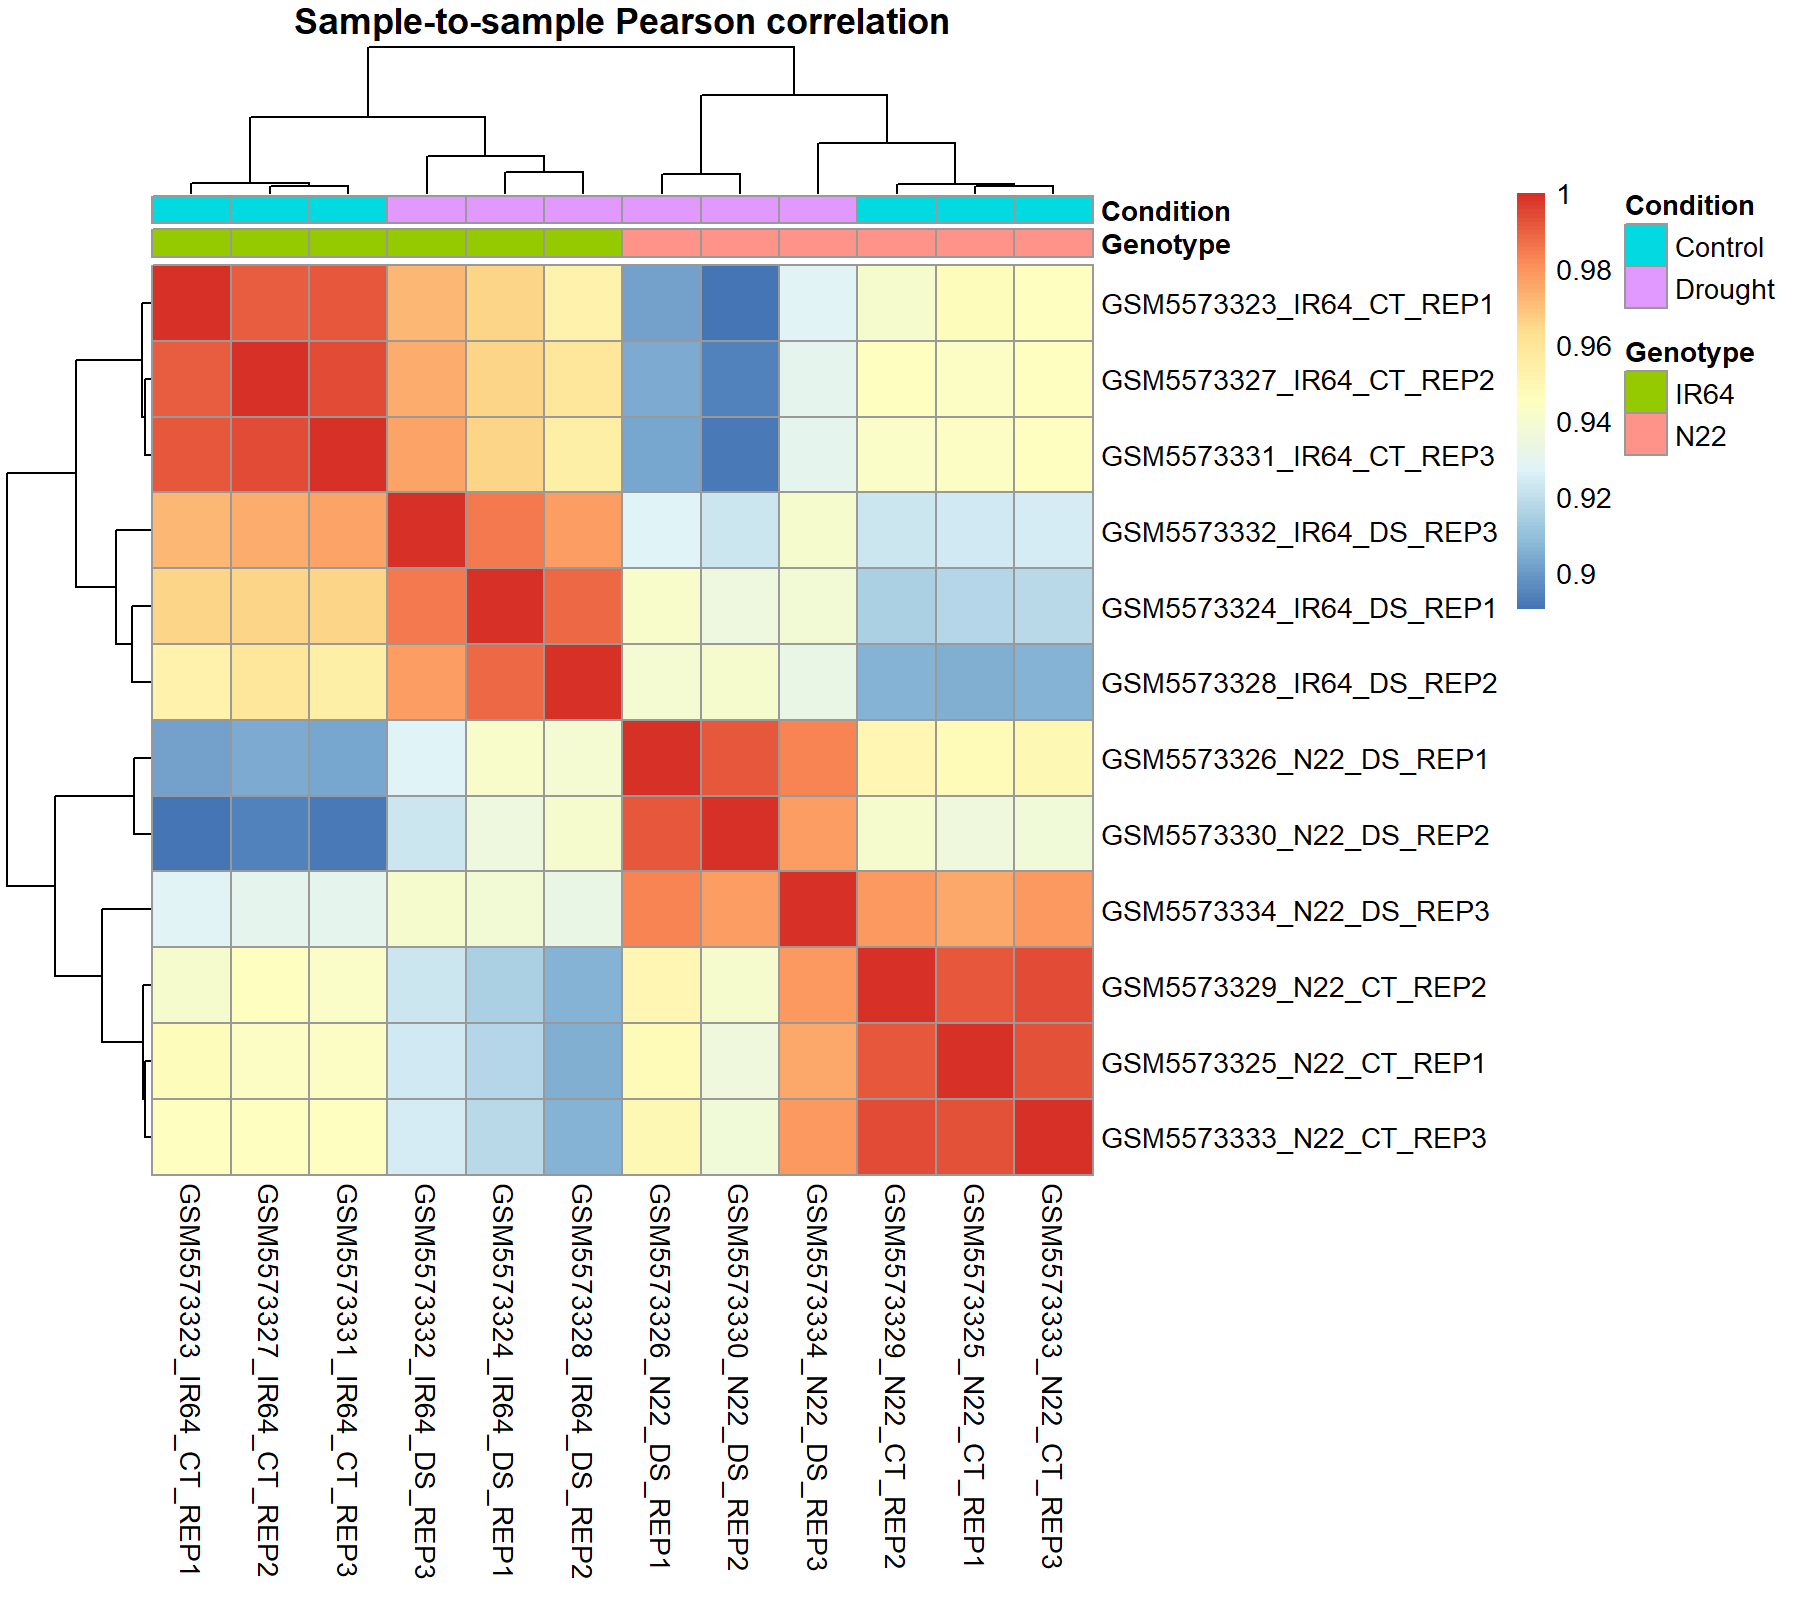 Sample-to-sample Pearson correlation
Condition
Genotype
GSM5573323_IR64_CT_REP1
GSM5573327_IR64_CT_REP2
GSM5573331_IR64_CT_REP3
GSM5573332_IR64_DS_REP3
GSM5573324_IR64_DS_REP1
GSM5573328_IR64_DS_REP2
GSM5573326_N22_DS_REP1
GSM5573330_N22_DS_REP2
GSM5573334_N22_DS_REP3
GSM5573329_N22_CT_REP2
GSM5573325_N22_CT_REP1
GSM5573333_N22_CT_REP3
GSM5573323_IR64_CT_REP1
GSM5573327_IR64_CT_REP2
GSM5573331_IR64_CT_REP3
GSM5573332_IR64_DS_REP3
GSM5573324_IR64_DS_REP1
GSM5573328_IR64_DS_REP2
GSM5573326_N22_DS_REP1
GSM5573330_N22_DS_REP2
GSM5573334_N22_DS_REP3
GSM5573329_N22_CT_REP2
GSM5573325_N22_CT_REP1
GSM5573333_N22_CT_REP3
1
0.98
0.96
0.94
0.92
0.9
Condition
Control
Drought
Genotype
IR64
N22